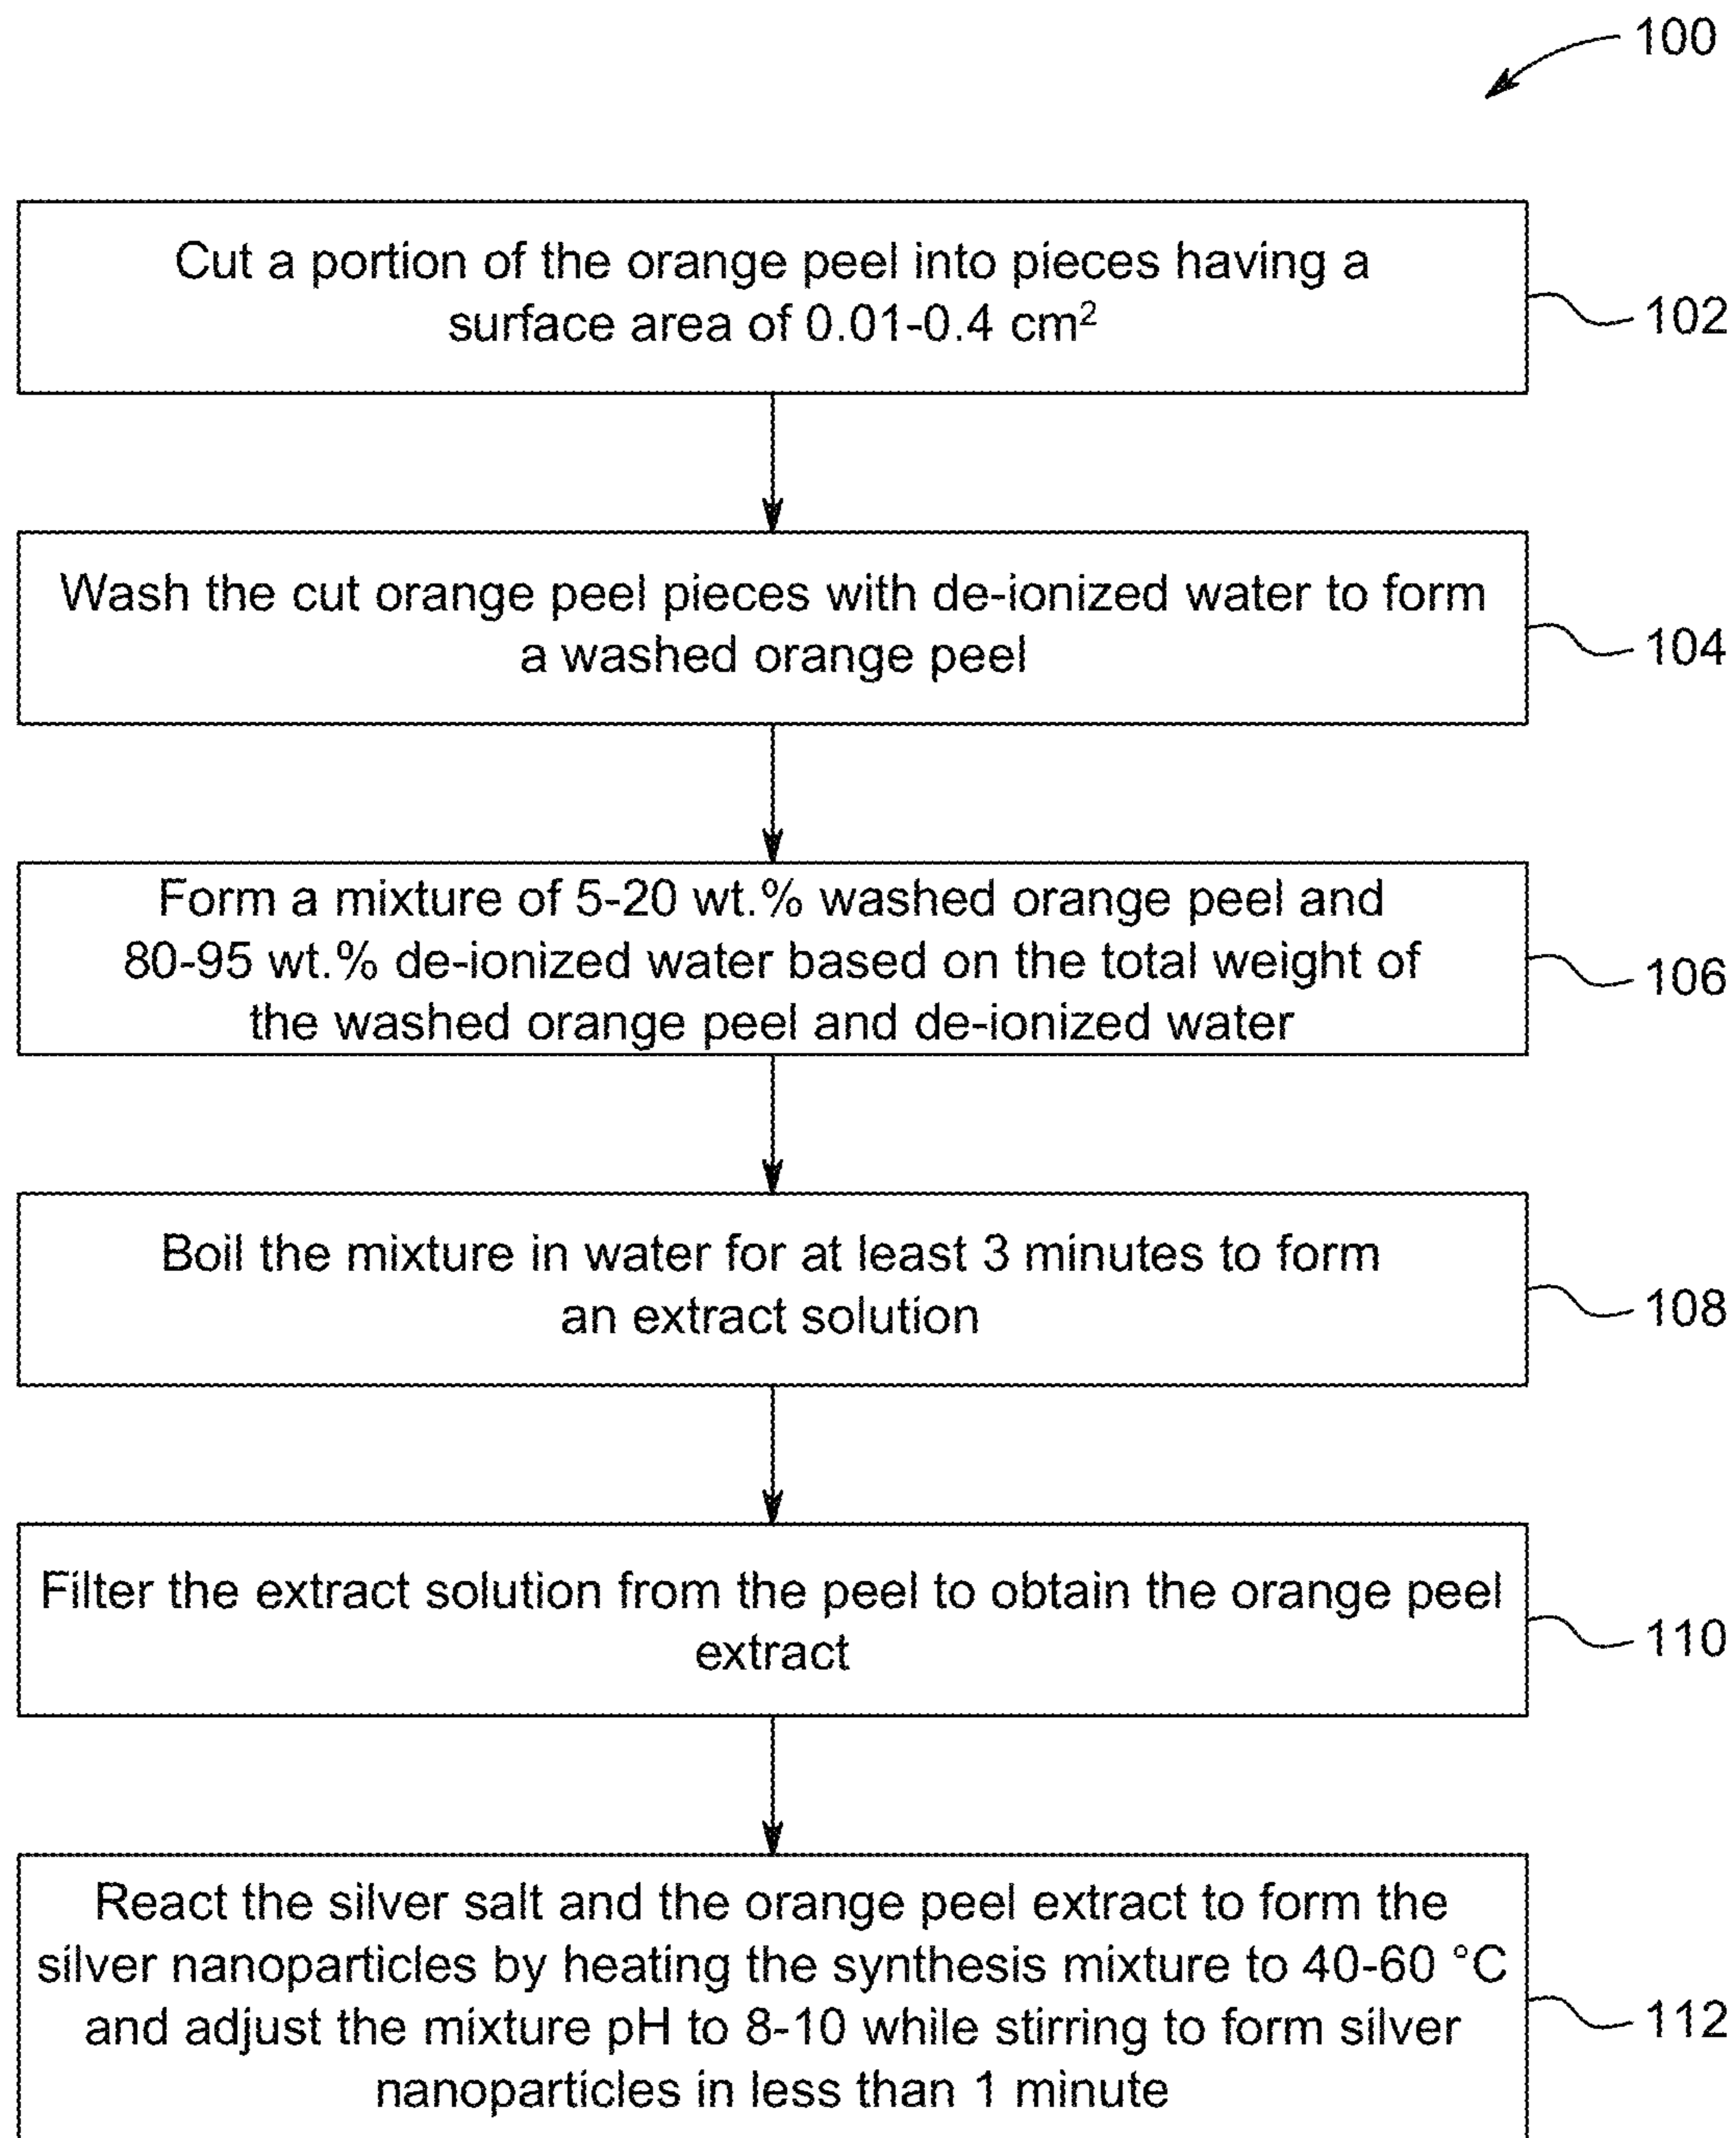 100
Cut a portion of the orange peel into pieces having a
surface area of 0.01-0.4 cm²
102
Wash the cut orange peel pieces with de-ionized water to form
a washed orange peel
104
Form a mixture of 5-20 wt.% washed orange peel and
80-95 wt.% de-ionized water based on the total weight of
the washed orange peel and de-ionized water
106
Boil the mixture in water for at least 3 minutes to form
an extract solution
108
Filter the extract solution from the peel to obtain the orange peel
extract
110
React the silver salt and the orange peel extract to form the
silver nanoparticles by heating the synthesis mixture to 40-60 °C
and adjust the mixture pH to 8-10 while stirring to form silver
nanoparticles in less than 1 minute
112